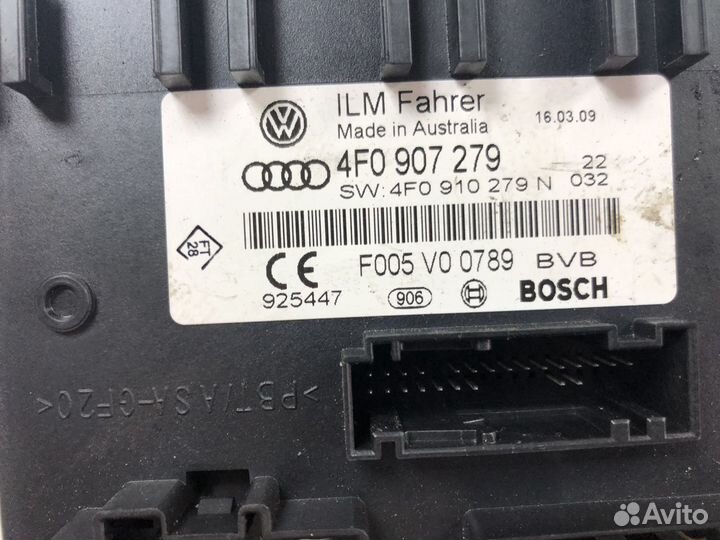 ILM Fahrer
Made in Australia
16.03.09
4F0 907 279
22
SW: 4F0 910 279 N 032
FT
28
CE
F005 V0 0789 BVB
925447
906
BOSCH
>PBT/ASA-GF20<
Avito